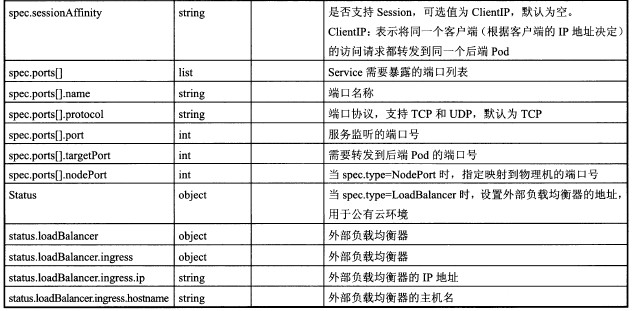 spec.sessionAffinity string 是否支持 Session，可选值为 ClientIP，默认为空。
ClientIP：表示将同一个客户端（根据客户端的 IP 地址决定）
的访问请求都转发到同一个后端 Pod
spec.ports[] list Service 需要暴露的端口列表
spec.ports[].name string 端口名称
spec.ports[].protocol string 端口协议，支持 TCP 和 UDP，默认为 TCP
spec.ports[].port int 服务监听的端口号
spec.ports[].targetPort int 需要转发到后端 Pod 的端口号
spec.ports[].nodePort int 当 spec.type=NodePort 时，指定映射到物理机的端口号
Status object 当 spec.type=LoadBalancer 时，设置外部负载均衡器的地址，
用于公有云环境
status.loadBalancer object 外部负载均衡器
status.loadBalancer.ingress object 外部负载均衡器
status.loadBalancer.ingress.ip string 外部负载均衡器的 IP 地址
status.loadBalancer.ingress.hostname string 外部负载均衡器的主机名